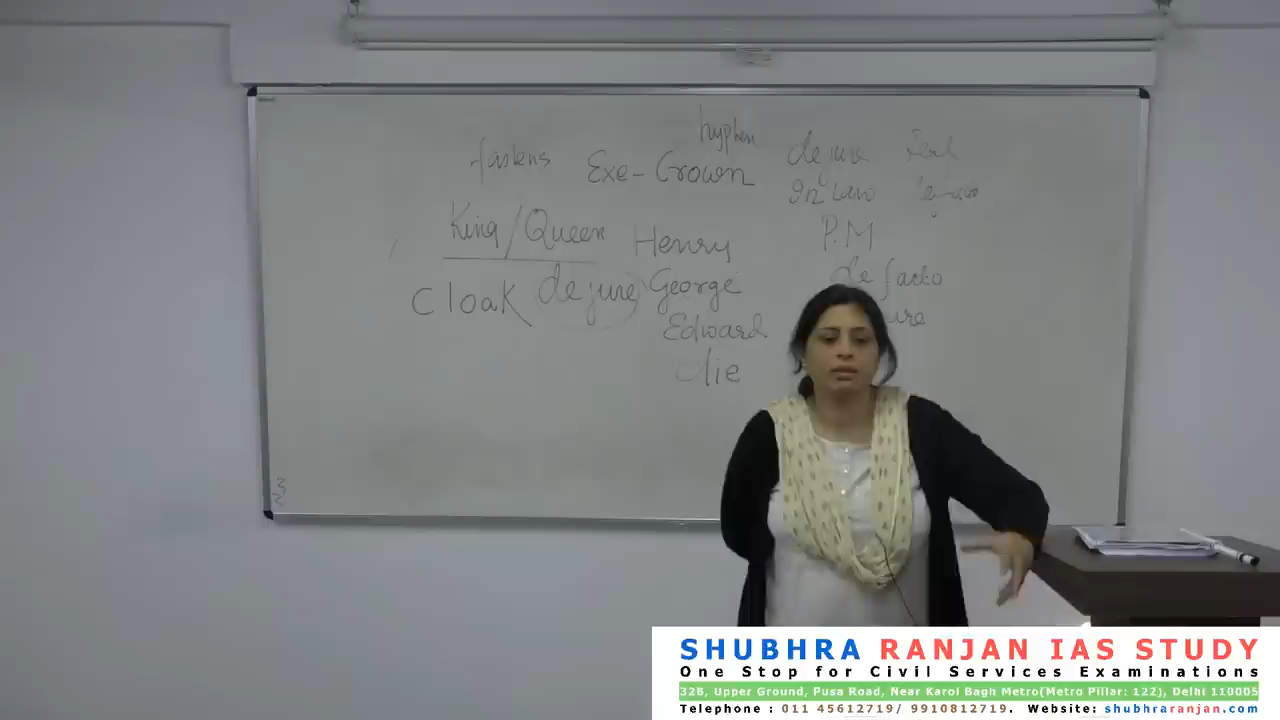 hyphen
fastens Exe-Crown de jure
In Law
King/Queen Henry P.M
Cloak de jure George de facto
Edward
die
SHUBHRA RANJAN IAS STUDY
One Stop for Civil Services Examinations
32B, Upper Ground, Pusa Road, Near Karol Bagh Metro(Metro Pillar: 122), Delhi 110005
Telephone : 011 45612719/ 9910812719. Website: shubhraranjan.com